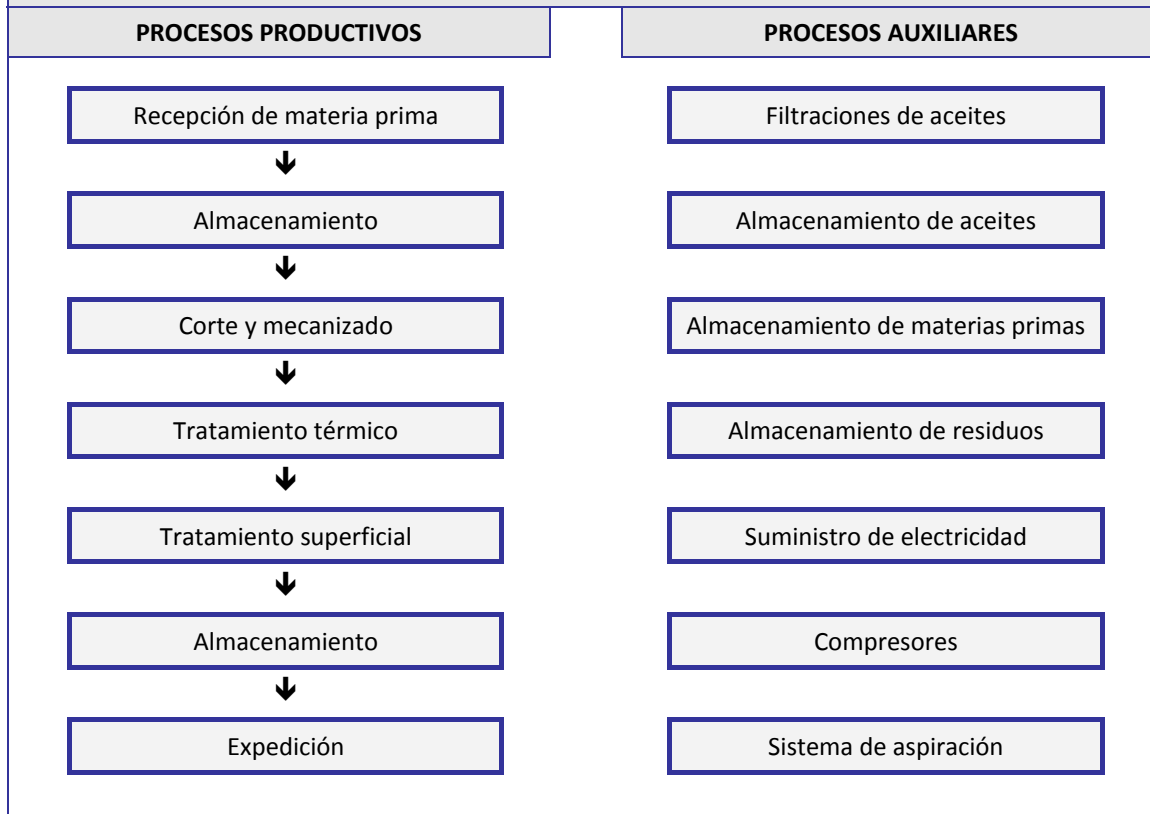 PROCESOS PRODUCTIVOS
Recepción de materia prima
Almacenamiento
Corte y mecanizado
Tratamiento térmico
Tratamiento superficial
Almacenamiento
Expedición
PROCESOS AUXILIARES
Filtraciones de aceites
Almacenamiento de aceites
Almacenamiento de materias primas
Almacenamiento de residuos
Suministro de electricidad
Compresores
Sistema de aspiración